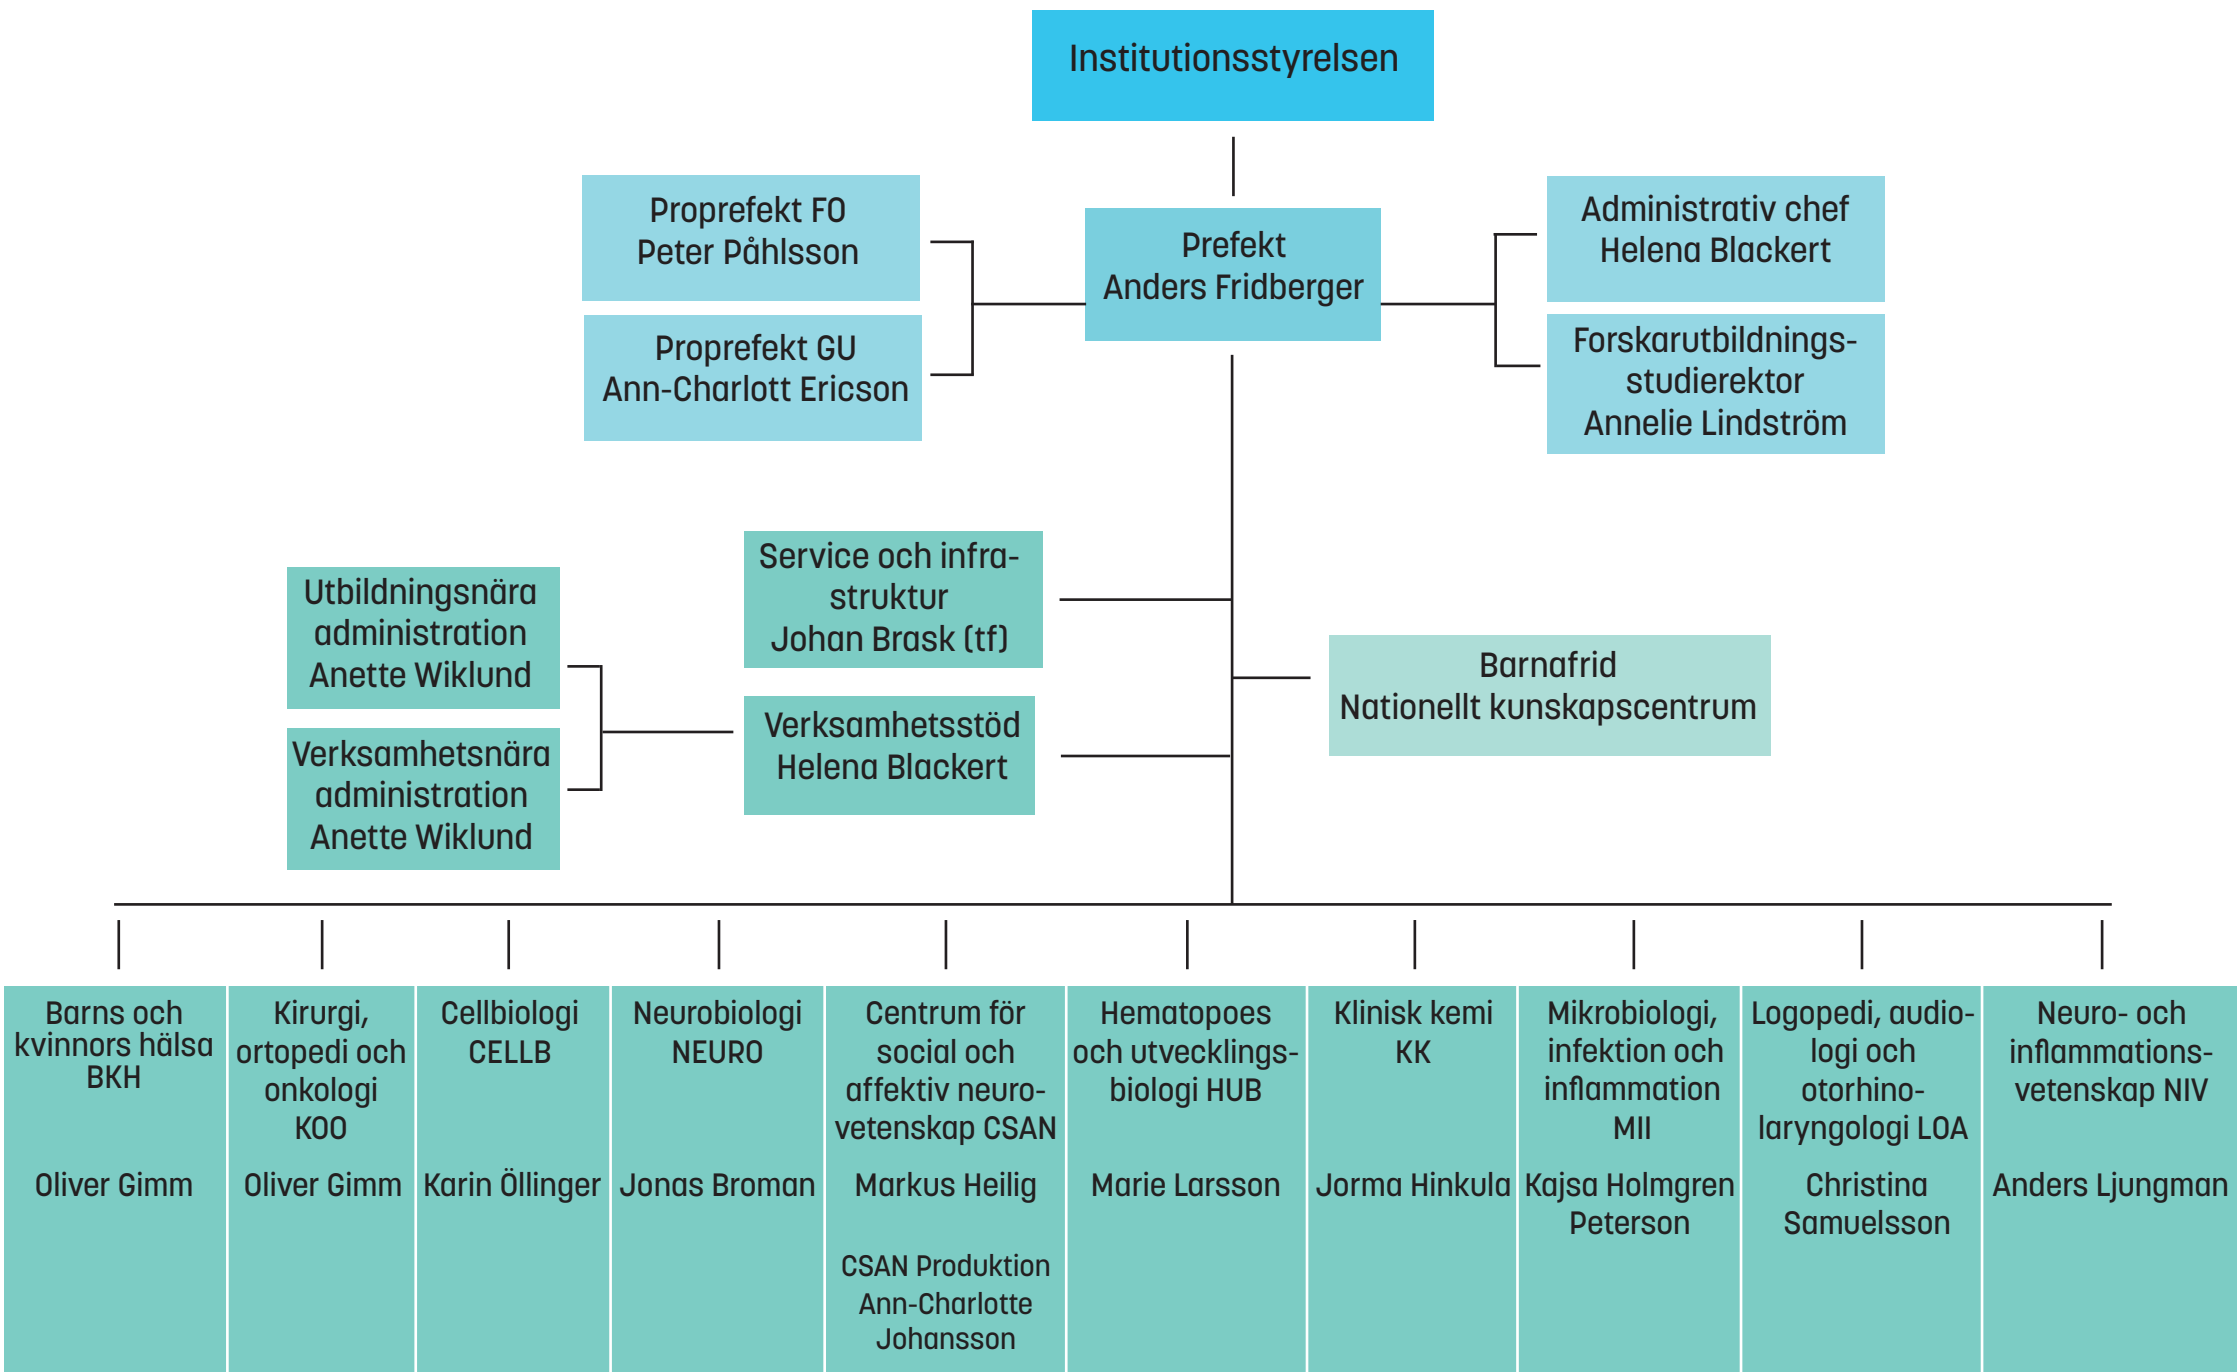 Institutionsstyrelsen
Proprefekt FO
Peter Påhlsson
Proprefekt GU
Ann-Charlott Ericson
Prefekt
Anders Fridberger
Administrativ chef
Helena Blackert
Forskarutbildnings-
studierektor
Annelie Lindström
Utbildningsnära
administration
Anette Wiklund
Verksamhetsnära
administration
Anette Wiklund
Service och infra-
struktur
Johan Brask (tf)
Verksamhetsstöd
Helena Blackert
Barnafrid
Nationellt kunskapscentrum
Barns och
kvinnors hälsa
BKH
Oliver Gimm
Kirurgi,
ortopedi och
onkologi
KOO
Oliver Gimm
Cellbiologi
CELLB
Karin Öllinger
Neurobiologi
NEURO
Jonas Broman
Centrum för
social och
affektiv neuro-
vetenskap CSAN
Markus Heilig
CSAN Produktion
Ann-Charlotte
Johansson
Hematopoes
och utvecklings-
biologi HUB
Marie Larsson
Klinisk kemi
KK
Jorma Hinkula
Mikrobiologi,
infektion och
inflammation
MII
Kajsa Holmgren
Peterson
Logopedi, audio-
logi och
otorhino-
laryngologi LOA
Christina
Samuelsson
Neuro- och
inflammations-
vetenskap NIV
Anders Ljungman